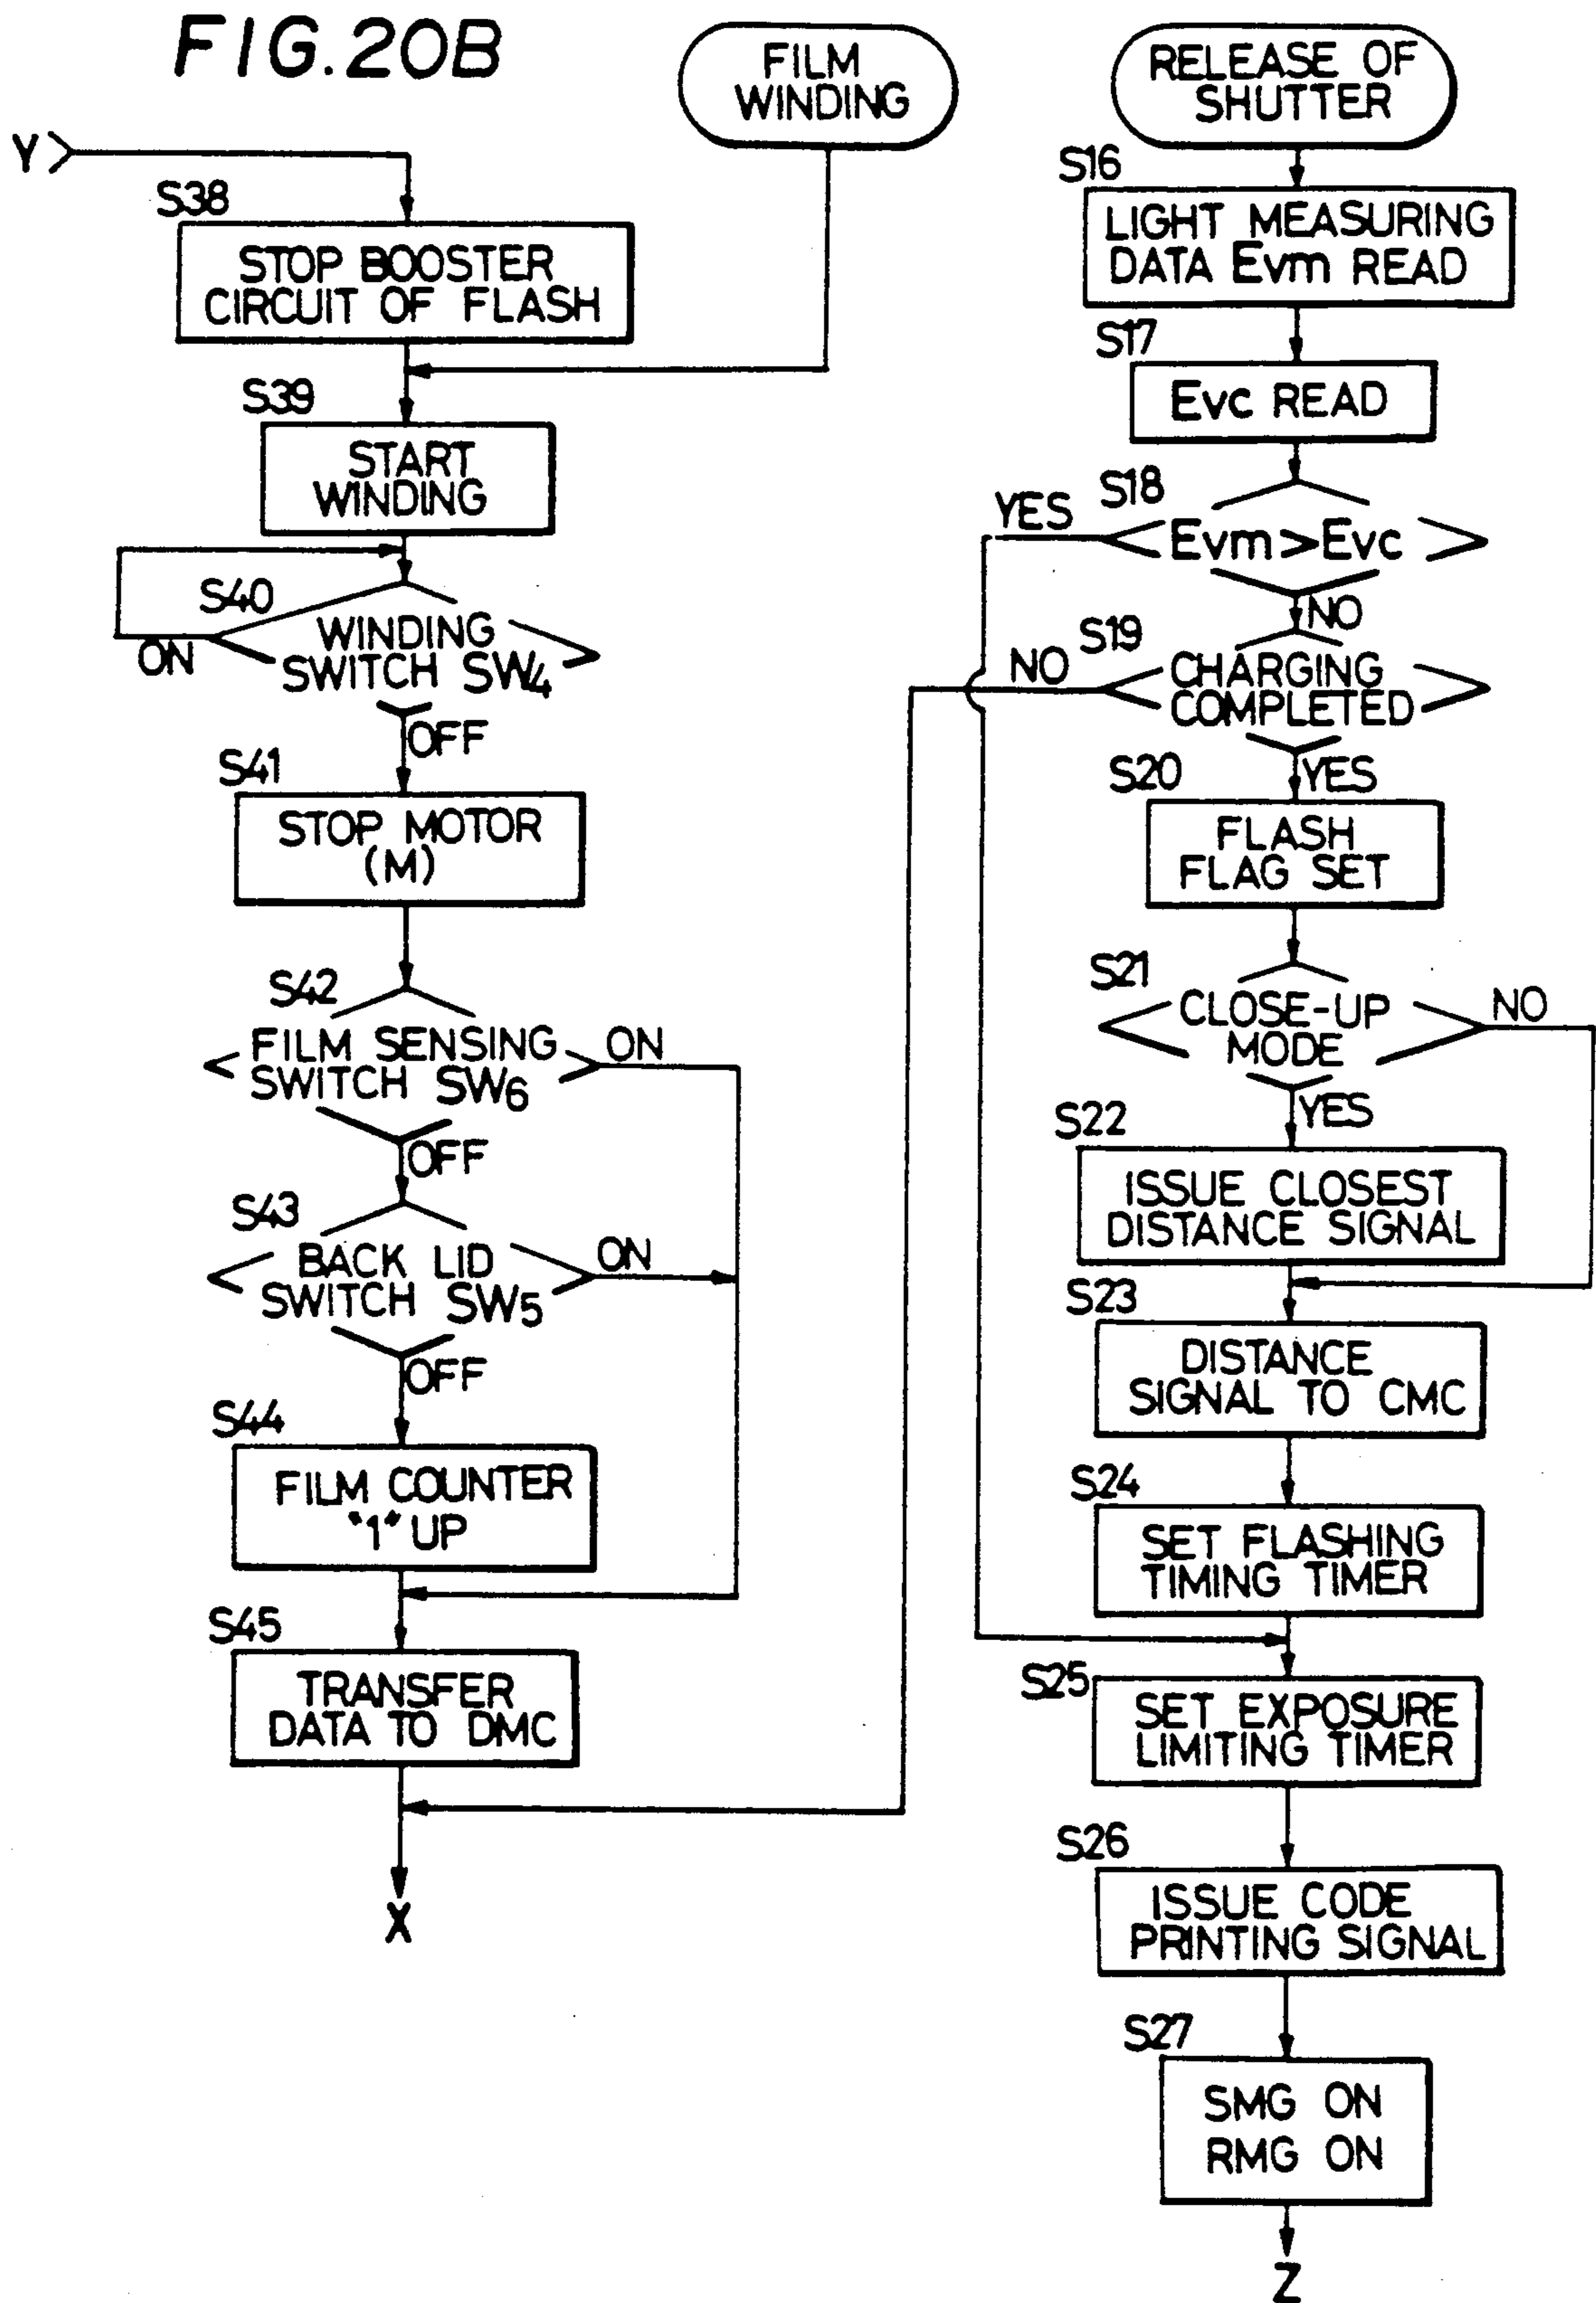 FIG.20B
Y
FILM
WINDING
S38
STOP BOOSTER
CIRCUIT OF FLASH
S39
START
WINDING
S40
WINDING
SWITCH SW4
ON
OFF
S41
STOP MOTOR
(M)
S42
FILM SENSING
SWITCH SW6
ON
OFF
S43
BACK LID
SWITCH SW5
ON
OFF
S44
FILM COUNTER
"1" UP
S45
TRANSFER
DATA TO DMC
X
RELEASE OF
SHUTTER
S16
LIGHT MEASURING
DATA Evm READ
S17
Evc READ
S18
YES
Evm>Evc
NO
S19
NO
CHARGING
COMPLETED
YES
S20
FLASH
FLAG SET
S21
CLOSE-UP
MODE
NO
YES
S22
ISSUE CLOSEST
DISTANCE SIGNAL
S23
DISTANCE
SIGNAL TO CMC
S24
SET FLASHING
TIMING TIMER
S25
SET EXPOSURE
LIMITING TIMER
S26
ISSUE CODE
PRINTING SIGNAL
S27
SMG ON
RMG ON
Z